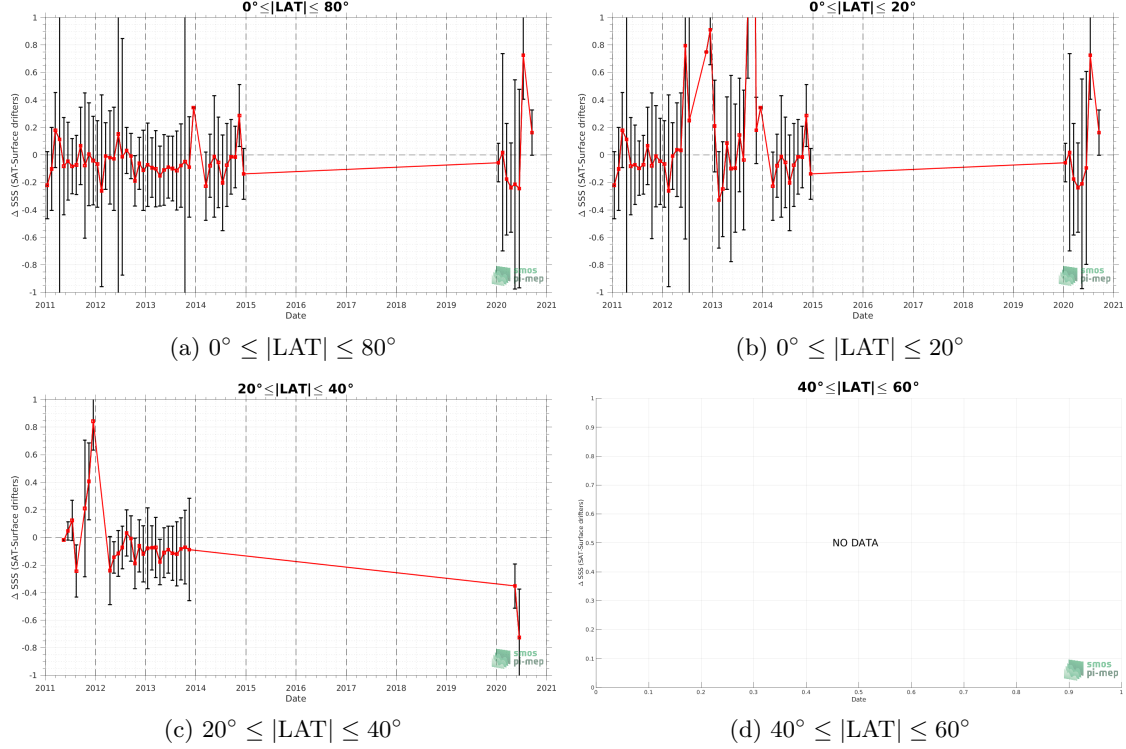 0°≤|LAT|≤ 80°
1
0.8
0.6
0.4
0.2
0
-0.2
-0.4
-0.6
-0.8
-1
Δ SSS (SAT-Surface drifters)
2011 2012 2013 2014 2015 2016 2017 2018 2019 2020 2021
Date
smos
pi-mep
(a) 0° ≤ |LAT| ≤ 80°
0°≤|LAT|≤ 20°
1
0.8
0.6
0.4
0.2
0
-0.2
-0.4
-0.6
-0.8
-1
Δ SSS (SAT-Surface drifters)
2011 2012 2013 2014 2015 2016 2017 2018 2019 2020 2021
Date
smos
pi-mep
(b) 0° ≤ |LAT| ≤ 20°
20°≤|LAT|≤ 40°
1
0.8
0.6
0.4
0.2
0
-0.2
-0.4
-0.6
-0.8
-1
Δ SSS (SAT-Surface drifters)
2011 2012 2013 2014 2015 2016 2017 2018 2019 2020 2021
Date
smos
pi-mep
(c) 20° ≤ |LAT| ≤ 40°
40°≤|LAT|≤ 60°
1
0.9
0.8
0.7
0.6
0.5
0.4
0.3
0.2
0.1
0
Δ SSS (SAT-Surface drifters)
NO DATA
0 0.1 0.2 0.3 0.4 0.5 0.6 0.7 0.8 0.9 1
Date
smos
pi-mep
(d) 40° ≤ |LAT| ≤ 60°